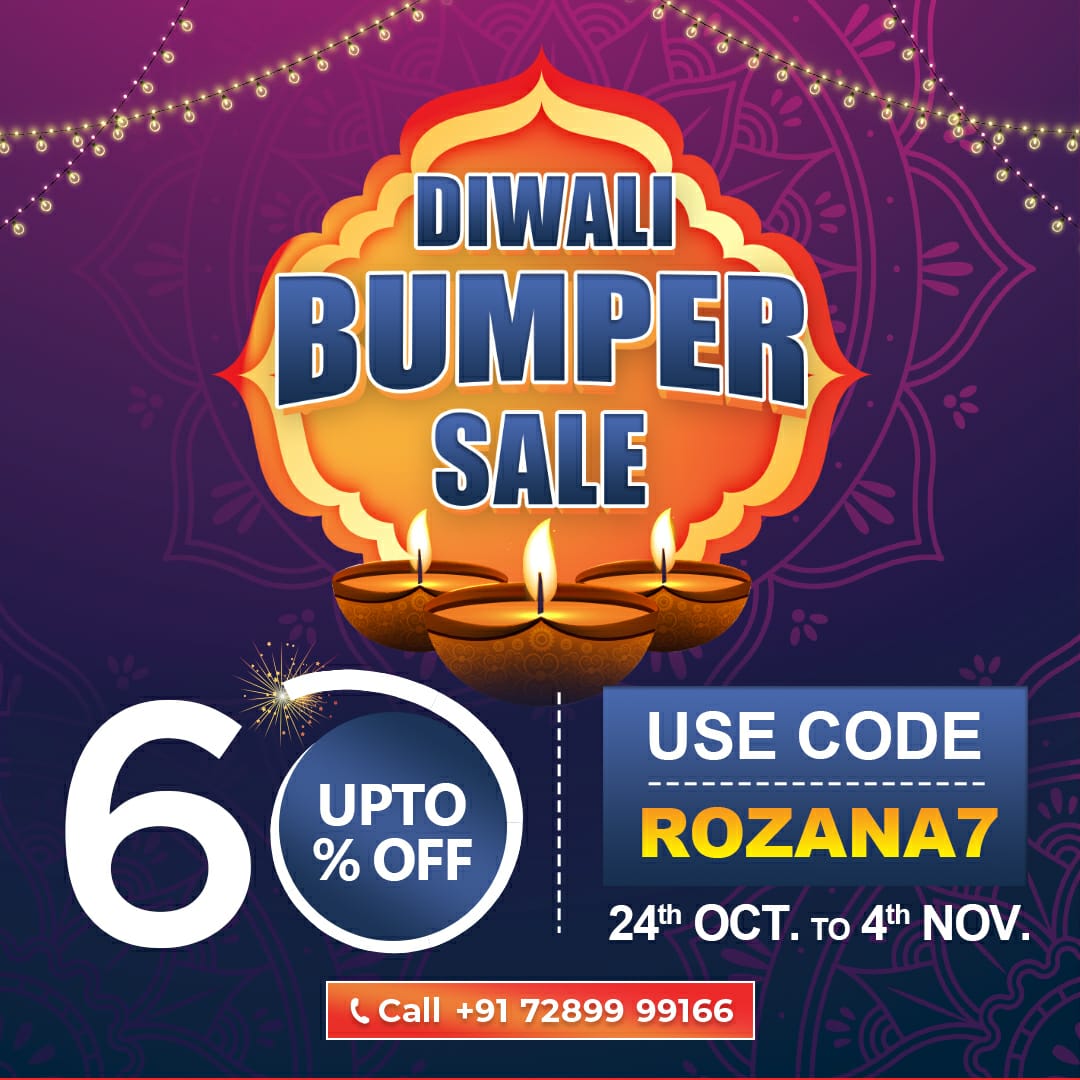 DIWALI
BUMPER
SALE
60
UPTO
% OFF
USE CODE
ROZANA7
24th OCT. TO 4th NOV.
Call +91 72899 99166